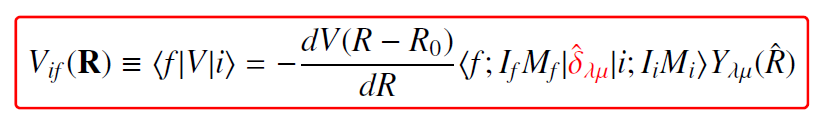 $V_{if}(\mathbf{R}) \equiv \langle f|V|i\rangle = -\dfrac{dV(R - R_0)}{dR} \langle f; I_f M_f|\hat{\delta}_{\lambda\mu}|i; I_i M_i\rangle Y_{\lambda\mu}(\hat{R})$